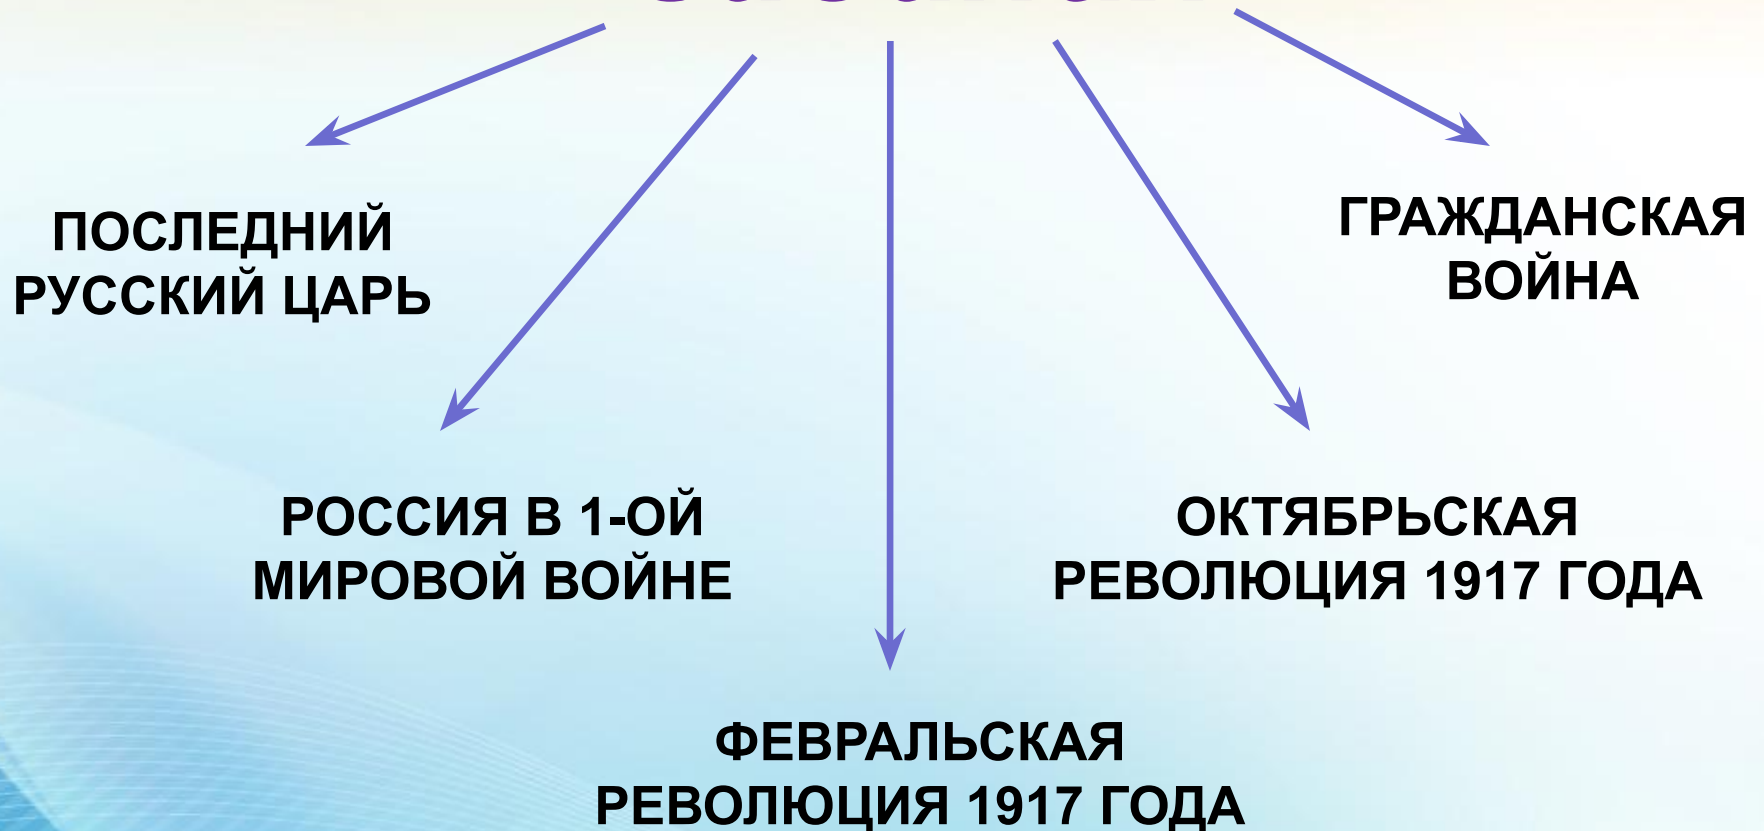 ПОСЛЕДНИЙ
РУССКИЙ ЦАРЬ
ГРАЖДАНСКАЯ
ВОЙНА
РОССИЯ В 1-ОЙ
МИРОВОЙ ВОЙНЕ
ОКТЯБРЬСКАЯ
РЕВОЛЮЦИЯ 1917 ГОДА
ФЕВРАЛЬСКАЯ
РЕВОЛЮЦИЯ 1917 ГОДА